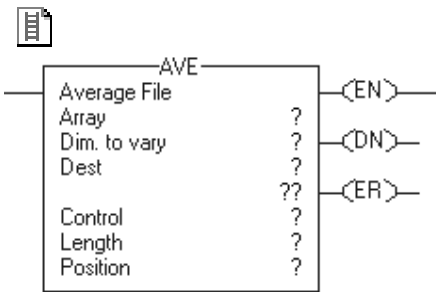 AVE
Average File
(EN)
Array ?
Dim. to vary ?
(DN)
Dest ?
??
(ER)
Control ?
Length ?
Position ?